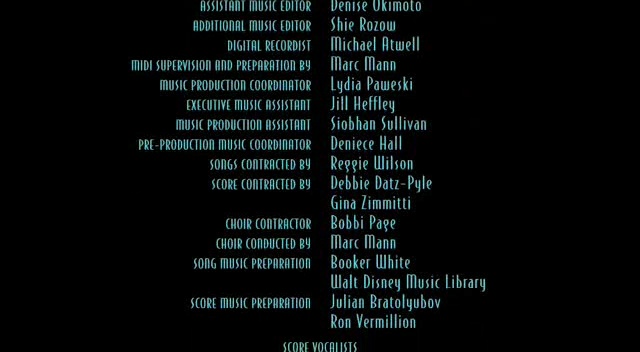 ASSISTANT MUSIC EDITOR Denise Okimoto
ADDITIONAL MUSIC EDITOR Shie Rozow
DIGITAL RECORDIST Michael Atwell
MIDI SUPERVISION AND PREPARATION BY Marc Mann
MUSIC PRODUCTION COORDINATOR Lydia Paweski
EXECUTIVE MUSIC ASSISTANT Jill Heffley
MUSIC PRODUCTION ASSISTANT Siobhan Sullivan
PRE-PRODUCTION MUSIC COORDINATOR Deniece Hall
SONGS CONTRACTED BY Reggie Wilson
SCORE CONTRACTED BY Debbie Datz-Pyle
Gina Zimmitti
CHOIR CONTRACTOR Bobbi Page
CHOIR CONDUCTED BY Marc Mann
SONG MUSIC PREPARATION Booker White
Walt Disney Music Library
SCORE MUSIC PREPARATION Julian Bratolyubov
Ron Vermillion
SCORE VOCALISTS